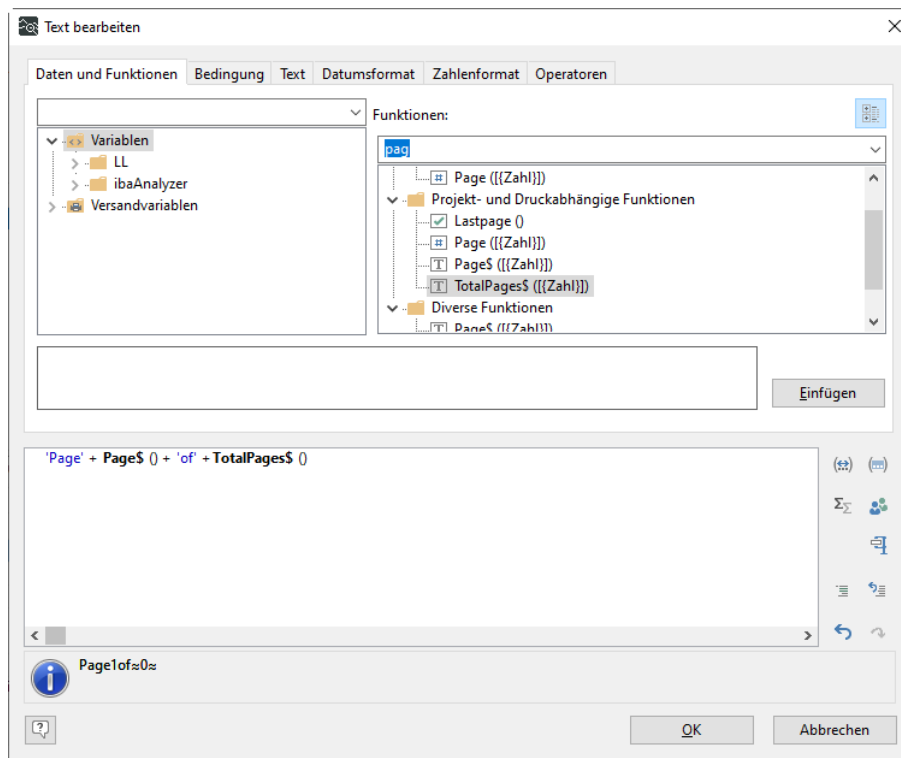 Text bearbeiten
Daten und Funktionen Bedingung Text Datumsformat Zahlenformat Operatoren
Funktionen:
Variablen
LL
ibaAnalyzer
Versandvariablen
pag
Page ([{Zahl}])
Projekt- und Druckabhängige Funktionen
Lastpage ()
Page ([{Zahl}])
Page$ ([{Zahl}])
TotalPages$ ([{Zahl}])
Diverse Funktionen
Page$ ([{Zahl}])
Einfügen
'Page' + Page$ () + 'of' + TotalPages$ ()
Page1of≈0≈
OK Abbrechen